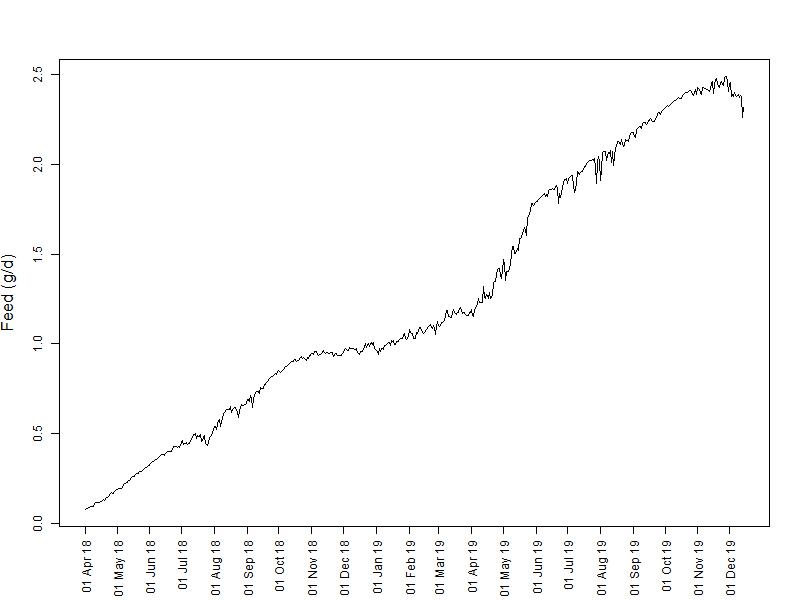 2.5
2.0
1.5
1.0
0.5
0.0
Feed (g/d)
01 Apr 18
01 May 18
01 Jun 18
01 Jul 18
01 Aug 18
01 Sep 18
01 Oct 18
01 Nov 18
01 Dec 18
01 Jan 19
01 Feb 19
01 Mar 19
01 Apr 19
01 May 19
01 Jun 19
01 Jul 19
01 Aug 19
01 Sep 19
01 Oct 19
01 Nov 19
01 Dec 19